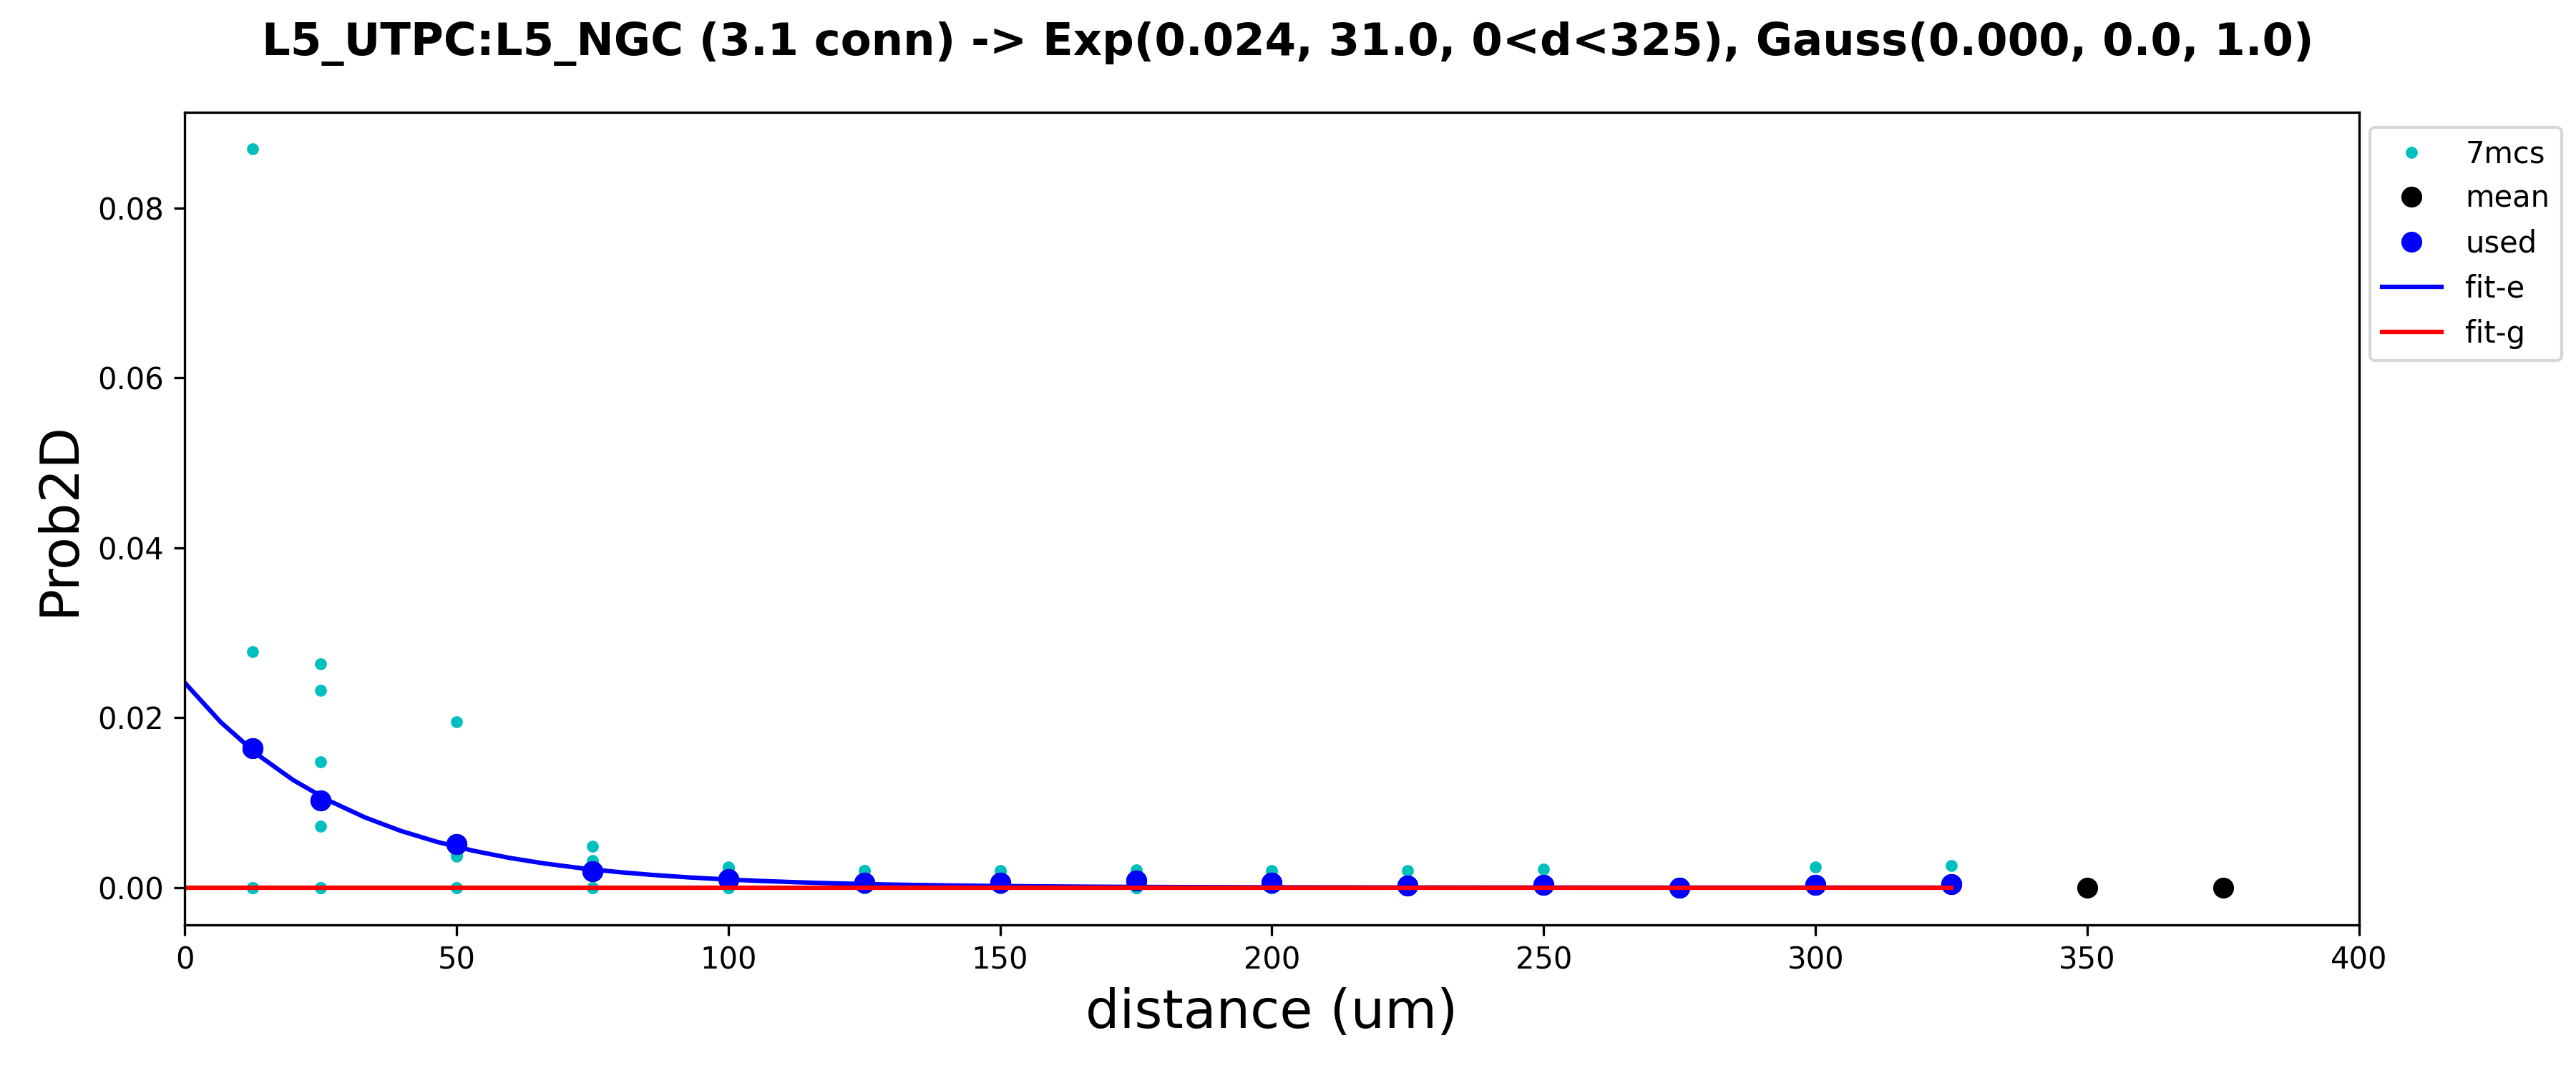 L5_UTPC:L5_NGC (3.1 conn) -> Exp(0.024, 31.0, 0<d<325), Gauss(0.000, 0.0, 1.0)
7mcs
mean
used
fit-e
fit-g
Prob2D
0.08
0.06
0.04
0.02
0.00
0 50 100 150 200 250 300 350 400
distance (um)